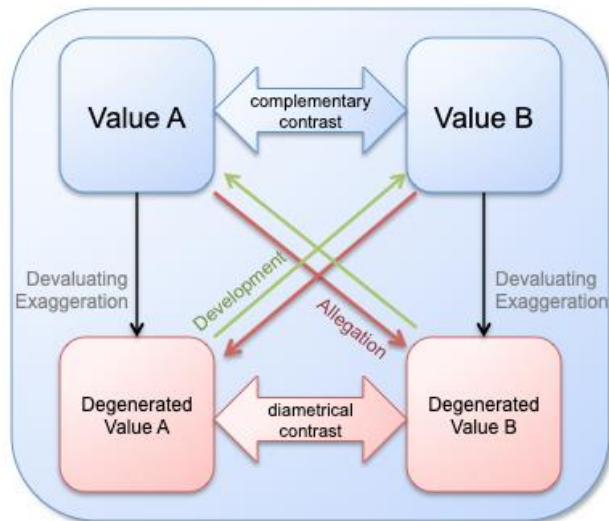 Value A
complementary
contrast
Value B
Devaluating
Exaggeration
Development
Allegation
Devaluating
Exaggeration
Degenerated
Value A
diametrical
contrast
Degenerated
Value B